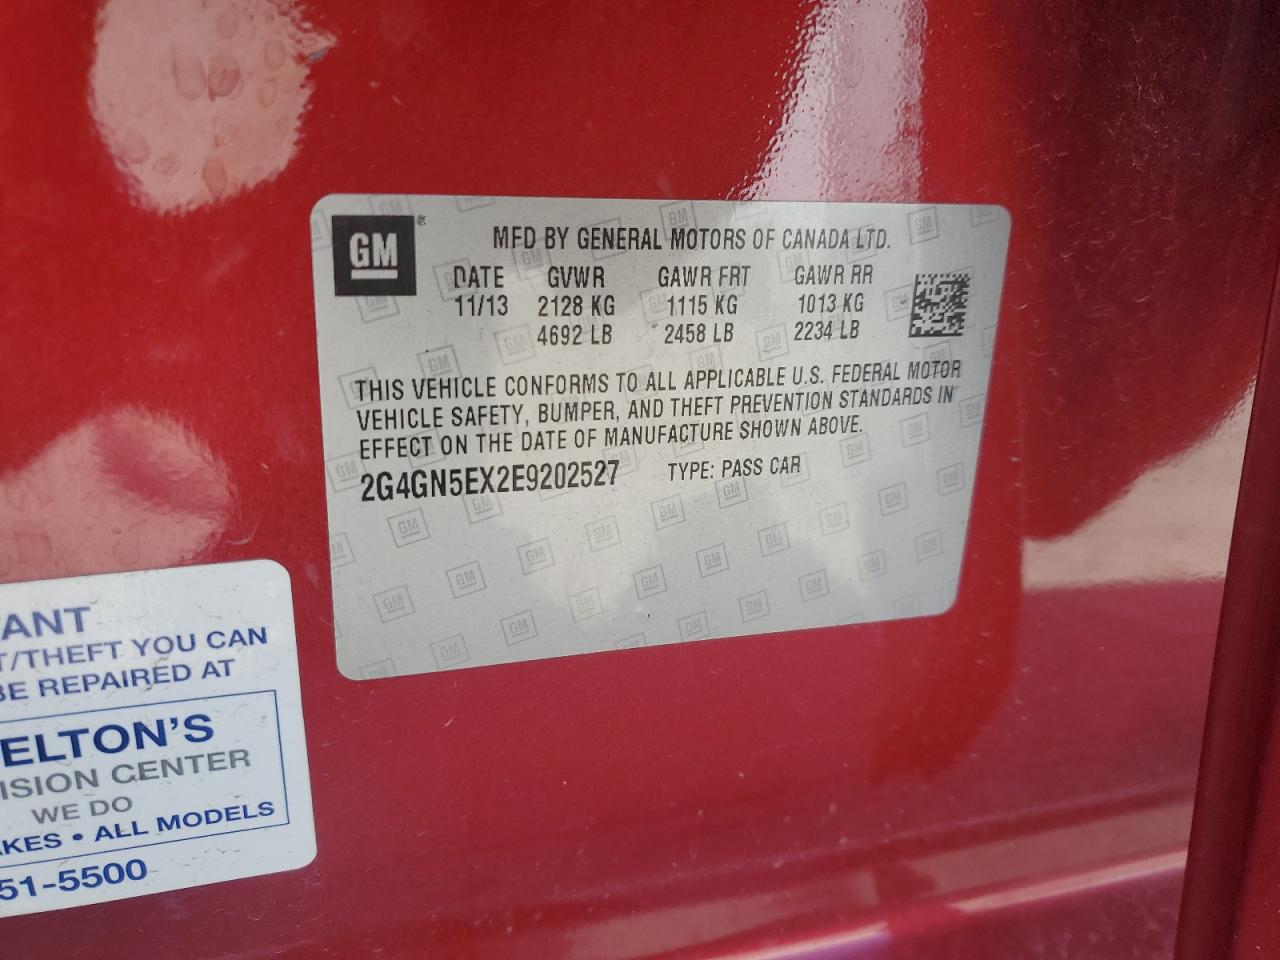 GM ®
MFD BY GENERAL MOTORS OF CANADA LTD.
DATE GVWR GAWR FRT GAWR RR
11/13 2128 KG 1115 KG 1013 KG
4692 LB 2458 LB 2234 LB
THIS VEHICLE CONFORMS TO ALL APPLICABLE U.S. FEDERAL MOTOR
VEHICLE SAFETY, BUMPER, AND THEFT PREVENTION STANDARDS IN
EFFECT ON THE DATE OF MANUFACTURE SHOWN ABOVE.
2G4GN5EX2E9202527 TYPE: PASS CAR
ANT
T/THEFT YOU CAN
BE REPAIRED AT
ELTON'S
ISION CENTER
WE DO
KES • ALL MODELS
51-5500